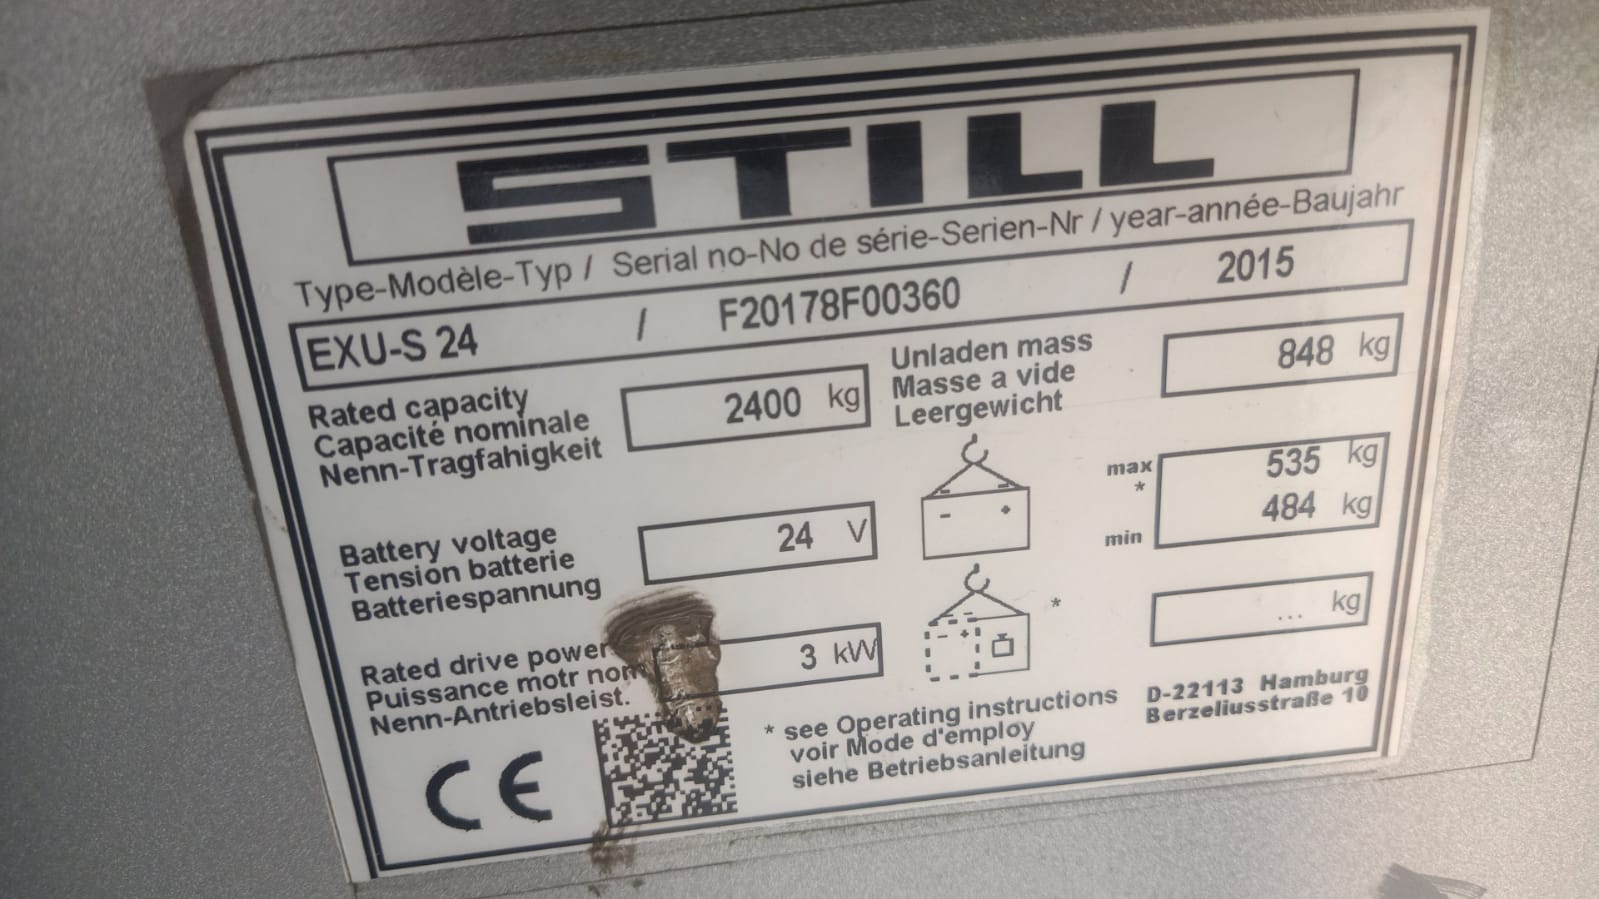 STILL
Type-Modèle-Typ / Serial no-No de série-Serien-Nr / year-année-Baujahr
EXU-S 24 / F20178F00360 / 2015
Rated capacity
Capacité nominale
Nenn-Tragfahigkeit
2400 kg
Unladen mass
Masse a vide
Leergewicht
848 kg
Battery voltage
Tension batterie
Batteriespannung
24 V
- +
max 535 kg
*
484 kg
min
Rated drive power
Puissance motr nom
Nenn-Antriebsleist.
3 kW
- + *
... kg
* see Operating instructions
voir Mode d'employ
siehe Betriebsanleitung
D-22113 Hamburg
Berzeliusstraße 10
CE